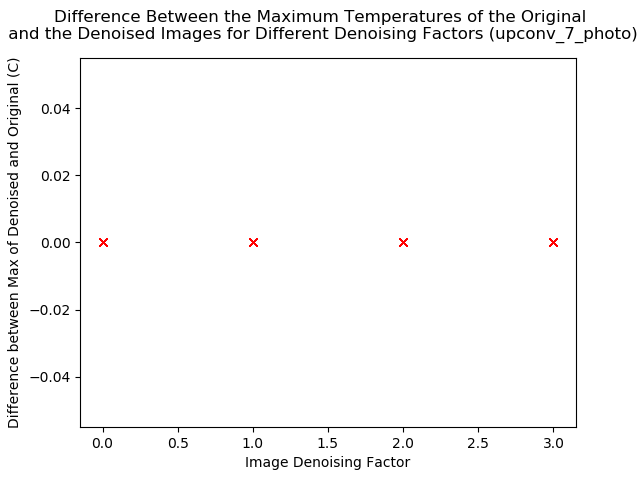 Difference Between the Maximum Temperatures of the Original
and the Denoised Images for Different Denoising Factors (upconv_7_photo)
Difference between Max of Denoised and Original (C)
0.04
0.02
0.00
−0.02
−0.04
0.0 0.5 1.0 1.5 2.0 2.5 3.0
Image Denoising Factor